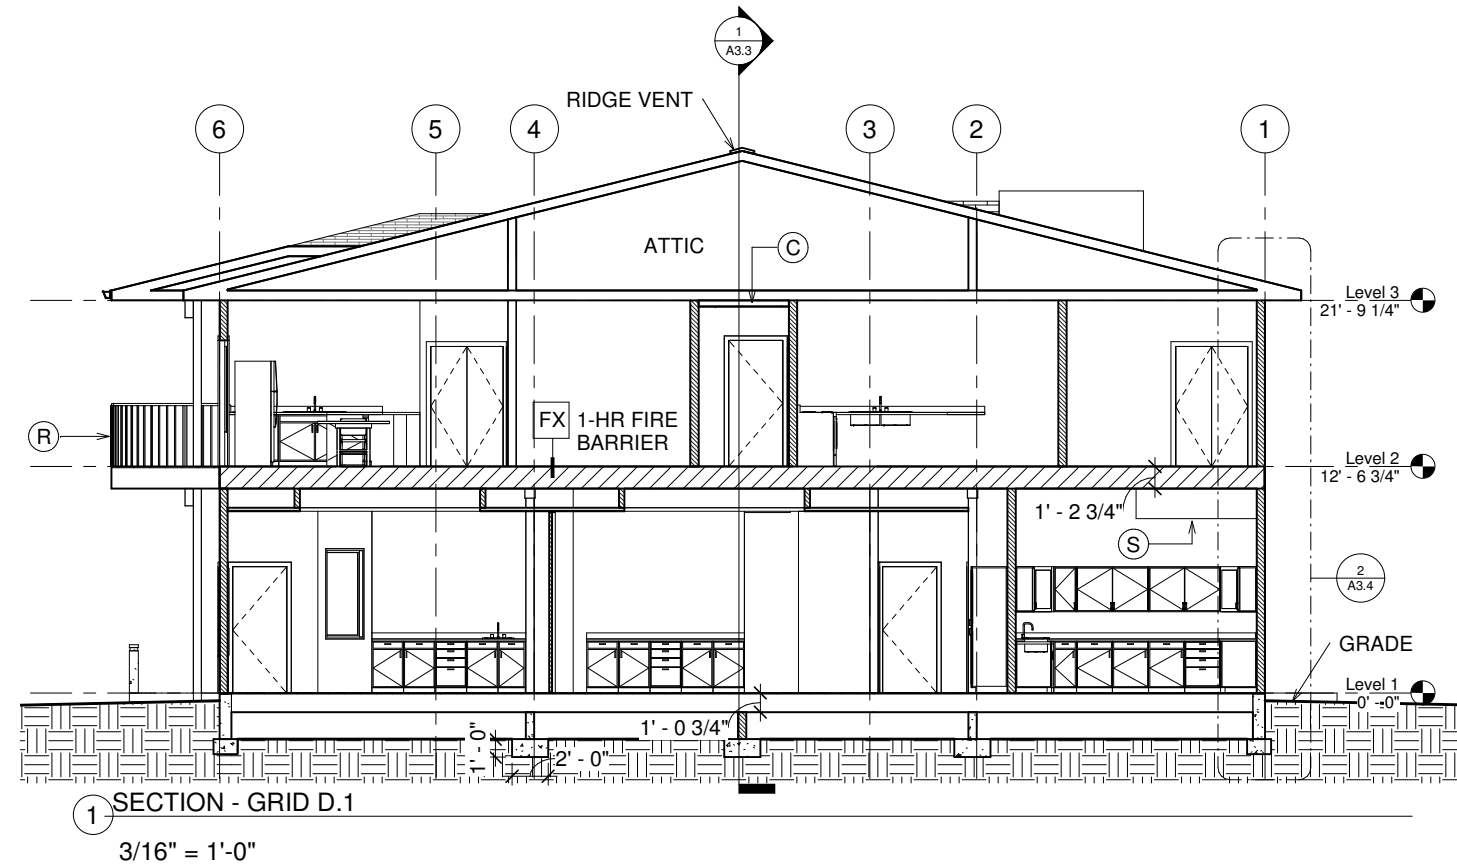 1
A3.3
RIDGE VENT
6
5
4
3
2
1
ATTIC
C
Level 3
21' - 9 1/4"
R
FX
1-HR FIRE
BARRIER
Level 2
12' - 6 3/4"
1' - 2 3/4"
S
2
A3.4
GRADE
Level 1
0' - 0"
1' - 0 3/4"
1' - 0"
2' - 0"
1
SECTION - GRID D.1
3/16" = 1'-0"